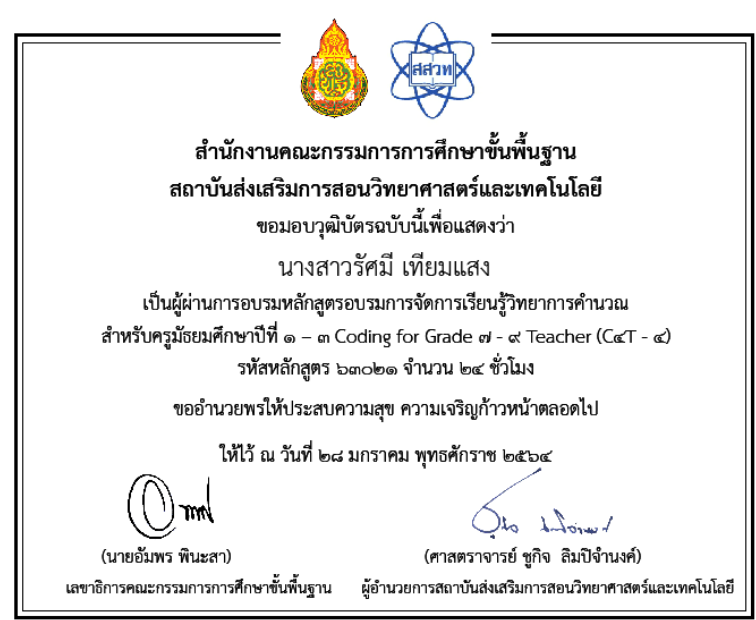 สสวท
สำนักงานคณะกรรมการการศึกษาขั้นพื้นฐาน
สถาบันส่งเสริมการสอนวิทยาศาสตร์และเทคโนโลยี
ขอมอบวุฒิบัตรฉบับนี้เพื่อแสดงว่า
นางสาวรัศมี เทียมแสง
เป็นผู้ผ่านการอบรมหลักสูตรอบรมการจัดการเรียนรู้วิทยาการคำนวณ
สำหรับครูมัธยมศึกษาปีที่ ๑ – ๓ Coding for Grade ๗ - ๙ Teacher (C๔T - ๔)
รหัสหลักสูตร ๖๓๐๒๑ จำนวน ๒๔ ชั่วโมง
ขออำนวยพรให้ประสบความสุข ความเจริญก้าวหน้าตลอดไป
ให้ไว้ ณ วันที่ ๒๘ มกราคม พุทธศักราช ๒๕๖๔
(นายอัมพร พินะสา) (ศาสตราจารย์ ชูกิจ ลิมปิจำนงค์)
เลขาธิการคณะกรรมการการศึกษาขั้นพื้นฐาน ผู้อำนวยการสถาบันส่งเสริมการสอนวิทยาศาสตร์และเทคโนโลยี